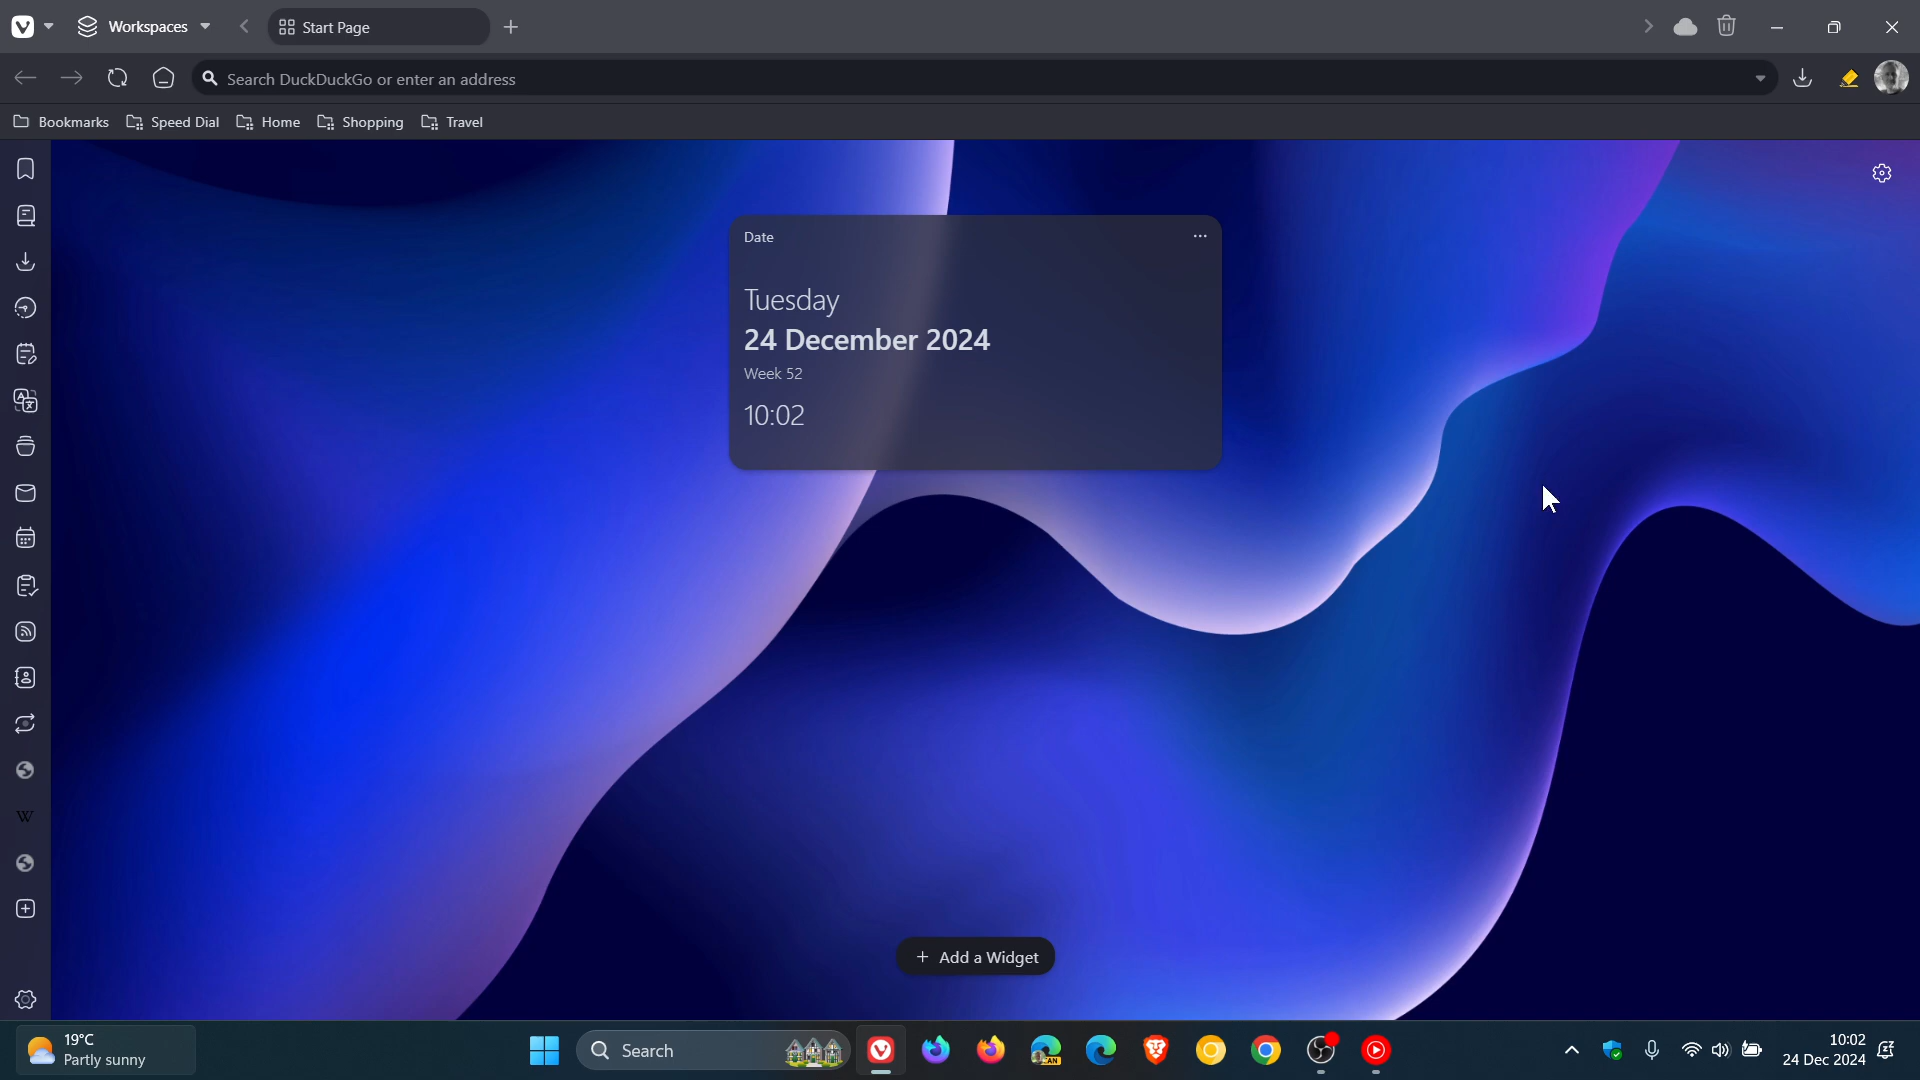 Workspaces
Start Page
Search DuckDuckGo or enter an address
Bookmarks
Speed Dial
Home
Shopping
Travel
Date
Tuesday
24 December 2024
Week 52
10:02
W
+ Add a Widget
19°C
Partly sunny
Search
CAN
10:02
24 Dec 2024